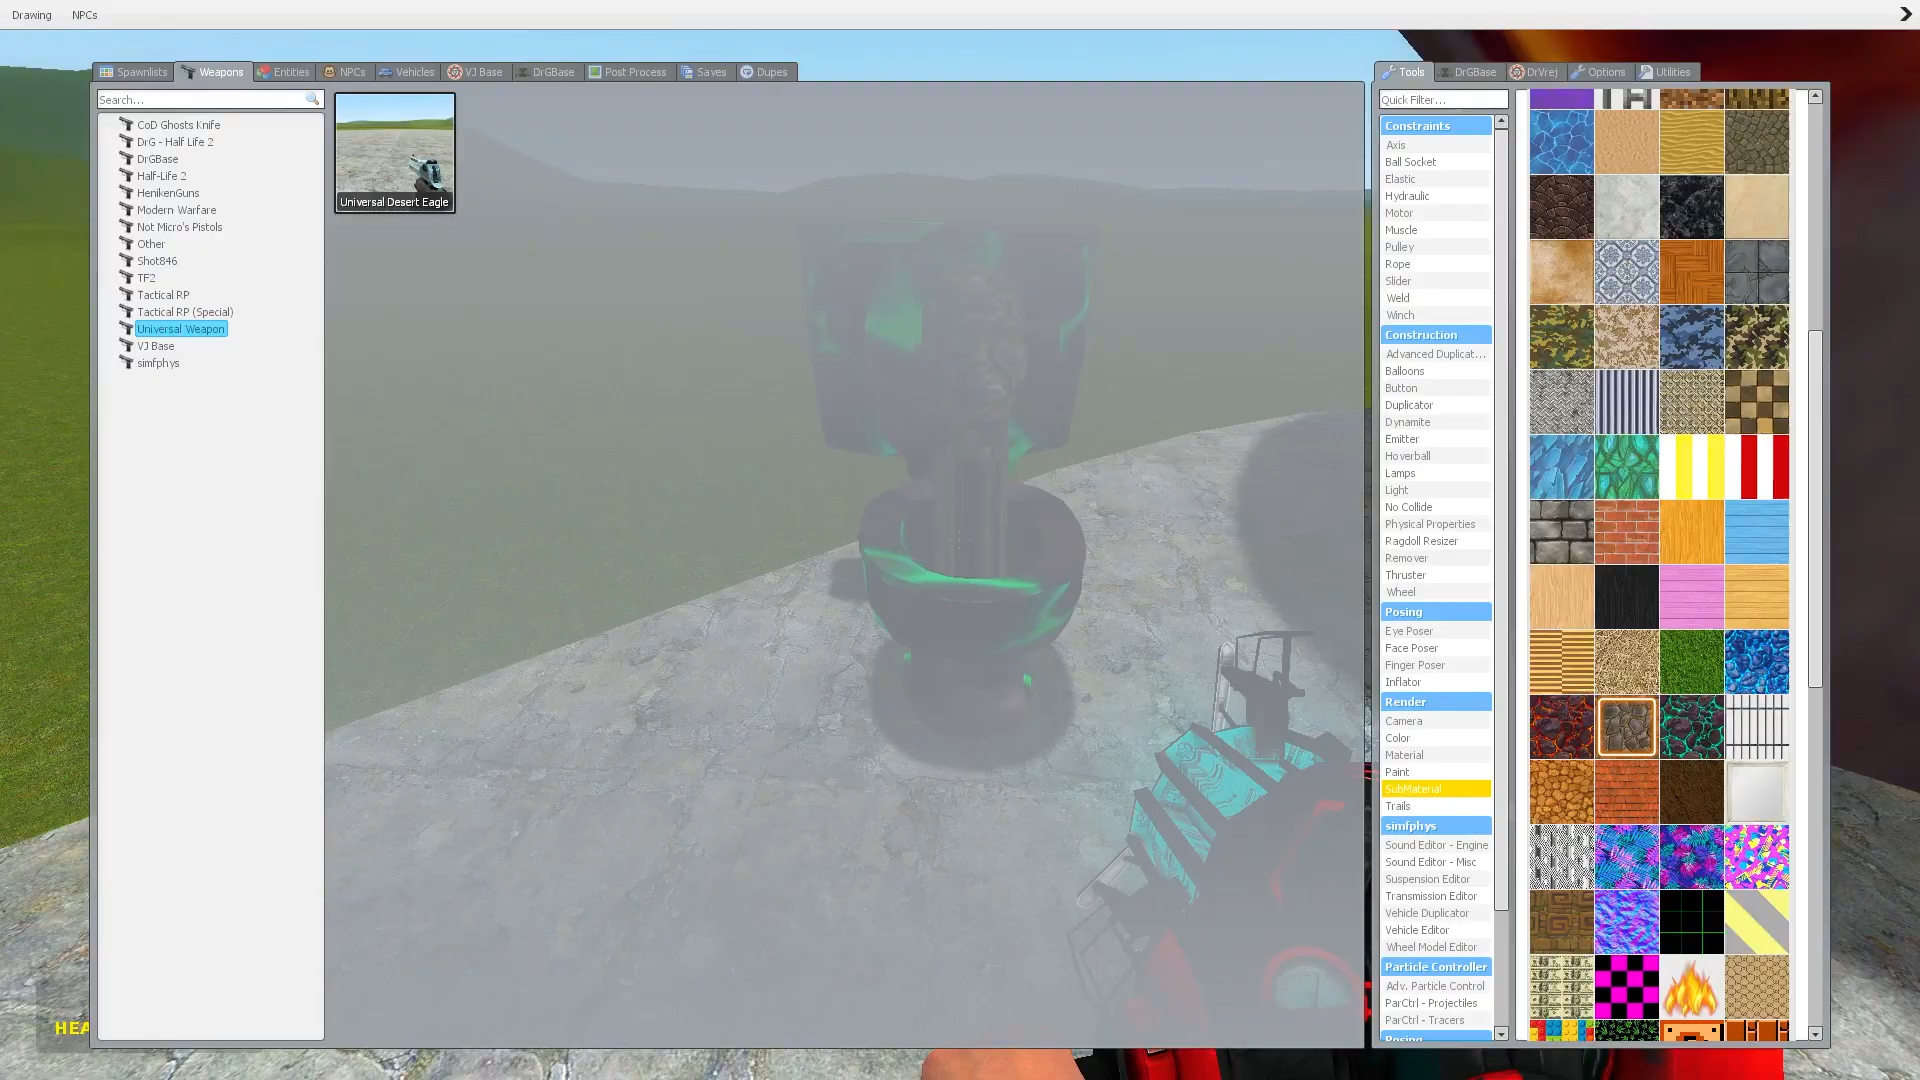 Drawing NPCs
Spawnlists Weapons Entities NPCs Vehicles VJ Base DrGBase Post Process Saves Dupes
Tools DrGBase DrVrej Options Utilities
Search...
CoD Ghosts Knife
DrG - Half Life 2
DrGBase
Half-Life 2
HenikenGuns
Modern Warfare
Not Micro's Pistols
Other
Shot846
TF2
Tactical RP
Tactical RP (Special)
Universal Weapon
VJ Base
simfphys
Universal Desert Eagle
Quick Filter...
Constraints
Axis
Ball Socket
Elastic
Hydraulic
Motor
Muscle
Pulley
Rope
Slider
Weld
Winch
Construction
Advanced Duplicat...
Balloons
Button
Duplicator
Dynamite
Emitter
Hoverball
Lamps
Light
No Collide
Physical Properties
Ragdoll Resizer
Remover
Thruster
Wheel
Posing
Eye Poser
Face Poser
Finger Poser
Inflator
Render
Camera
Color
Material
Paint
SubMaterial
Trails
simfphys
Sound Editor - Engine
Sound Editor - Misc
Suspension Editor
Transmission Editor
Vehicle Duplicator
Vehicle Editor
Wheel Model Editor
Particle Controller
Adv. Particle Control
ParCtrl - Projectiles
ParCtrl - Tracers
Posing
HEA